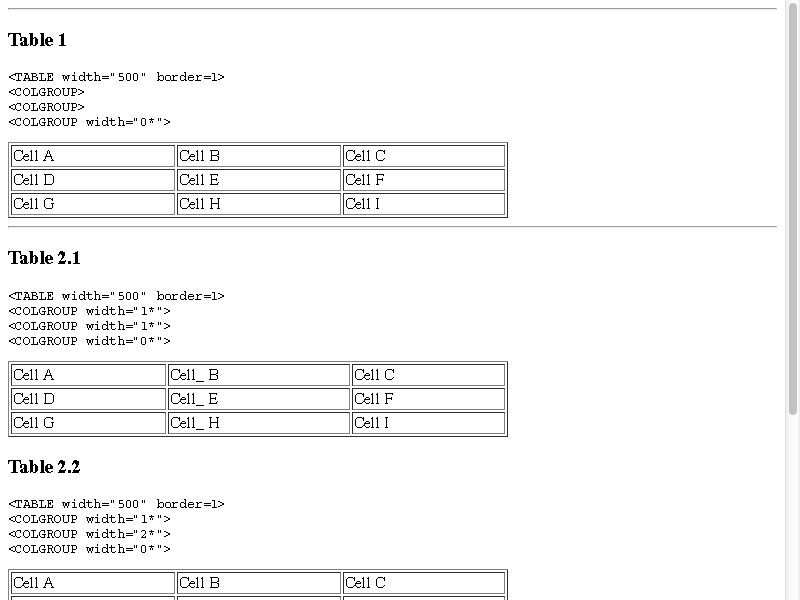 Table 1
<TABLE width="500" border=1>
<COLGROUP>
<COLGROUP>
<COLGROUP width="0*">
Cell A Cell B Cell C
Cell D Cell E Cell F
Cell G Cell H Cell I
Table 2.1
<TABLE width="500" border=1>
<COLGROUP width="1*">
<COLGROUP width="1*">
<COLGROUP width="0*">
Cell A Cell_ B Cell C
Cell D Cell_ E Cell F
Cell G Cell_ H Cell I
Table 2.2
<TABLE width="500" border=1>
<COLGROUP width="1*">
<COLGROUP width="2*">
<COLGROUP width="0*">
Cell A Cell B Cell C